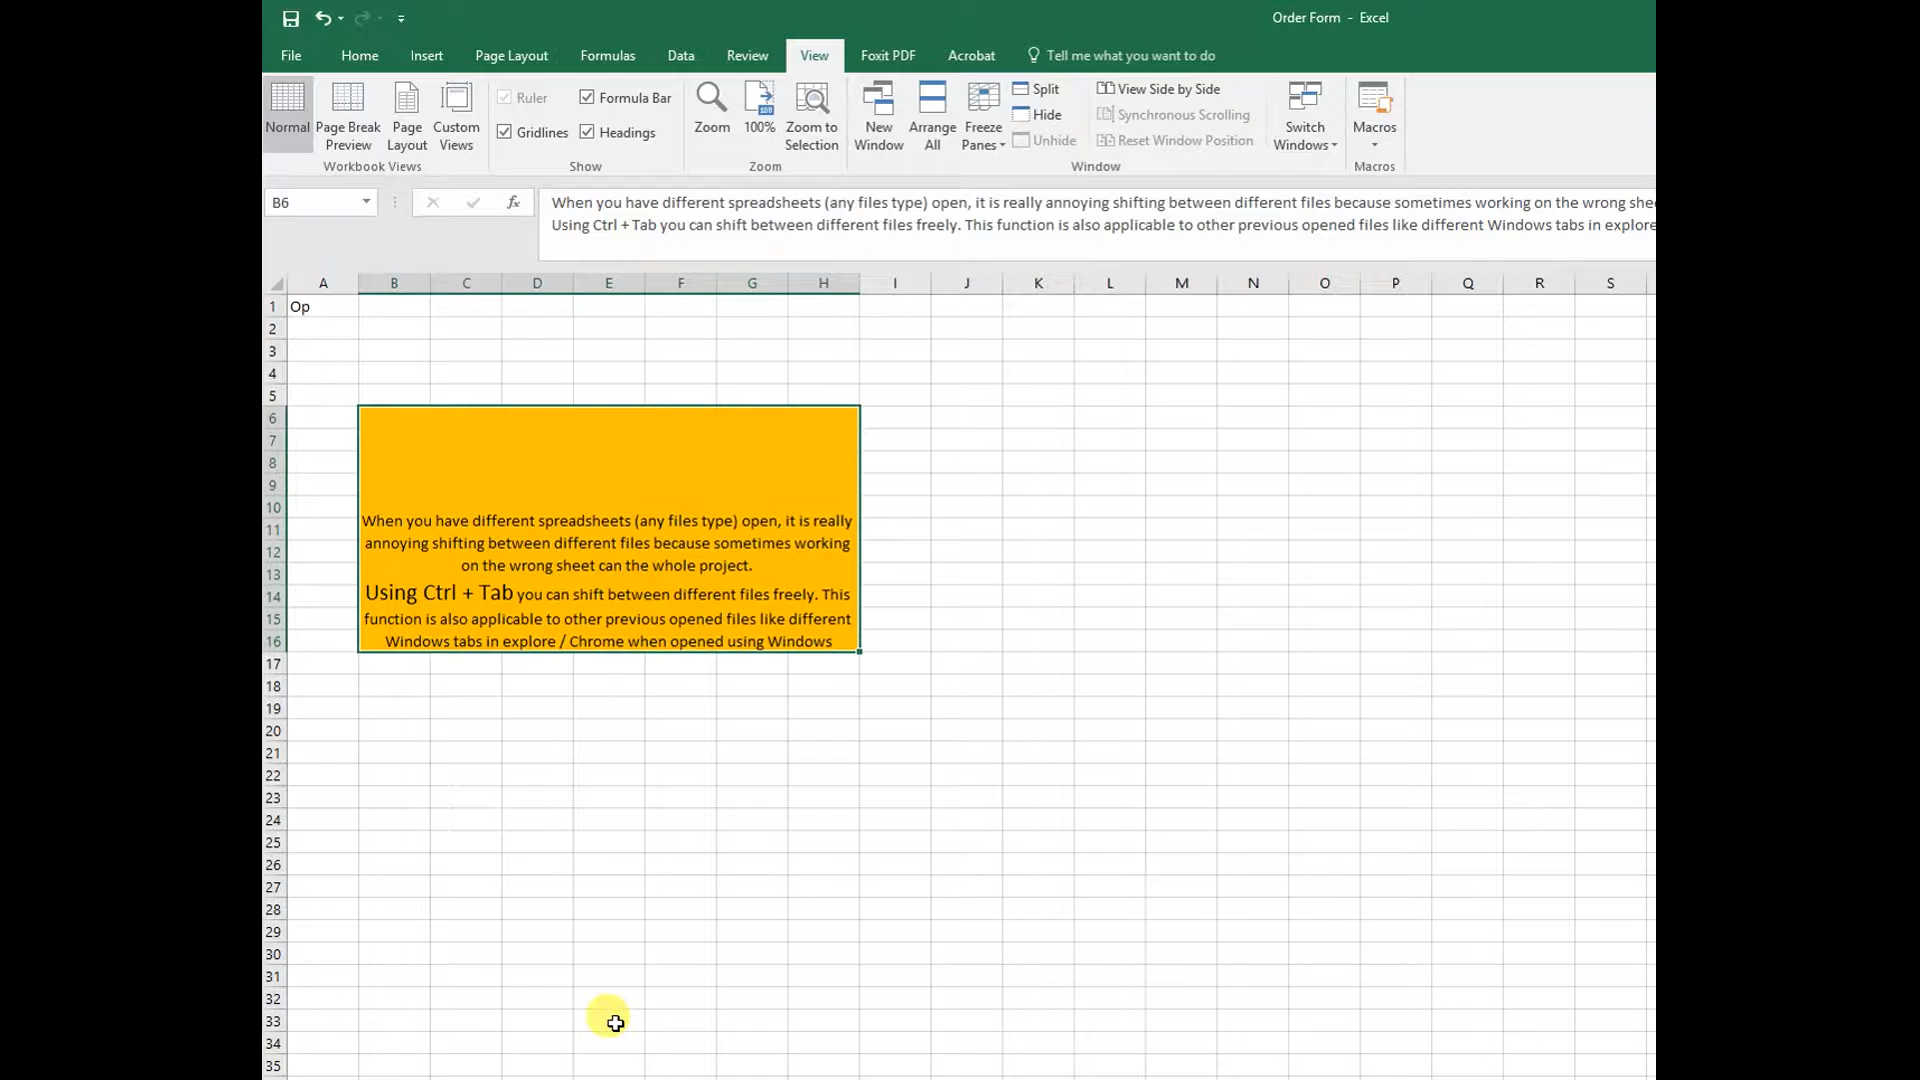 Order Form - Excel
File Home Insert Page Layout Formulas Data Review View Foxit PDF Acrobat Tell me what you want to do
Normal
Page Break Preview
Page Layout
Custom Views
Workbook Views
Ruler
Formula Bar
Gridlines
Headings
Show
Zoom
100%
Zoom to Selection
Zoom
New Window
Arrange All
Freeze Panes
Split
Hide
Unhide
View Side by Side
Synchronous Scrolling
Reset Window Position
Window
Switch Windows
Macros
Macros
B6
fx
When you have different spreadsheets (any files type) open, it is really annoying shifting between different files because sometimes working on the wrong shee
Using Ctrl + Tab you can shift between different files freely. This function is also applicable to other previous opened files like different Windows tabs in explore
A B C D E F G H I J K L M N O P Q R S
1 Op
2
3
4
5
6
7
8
9
10
11
12
13
14
15
16
When you have different spreadsheets (any files type) open, it is really
annoying shifting between different files because sometimes working
on the wrong sheet can the whole project.
Using Ctrl + Tab you can shift between different files freely. This
function is also applicable to other previous opened files like different
Windows tabs in explore / Chrome when opened using Windows
17
18
19
20
21
22
23
24
25
26
27
28
29
30
31
32
33
34
35